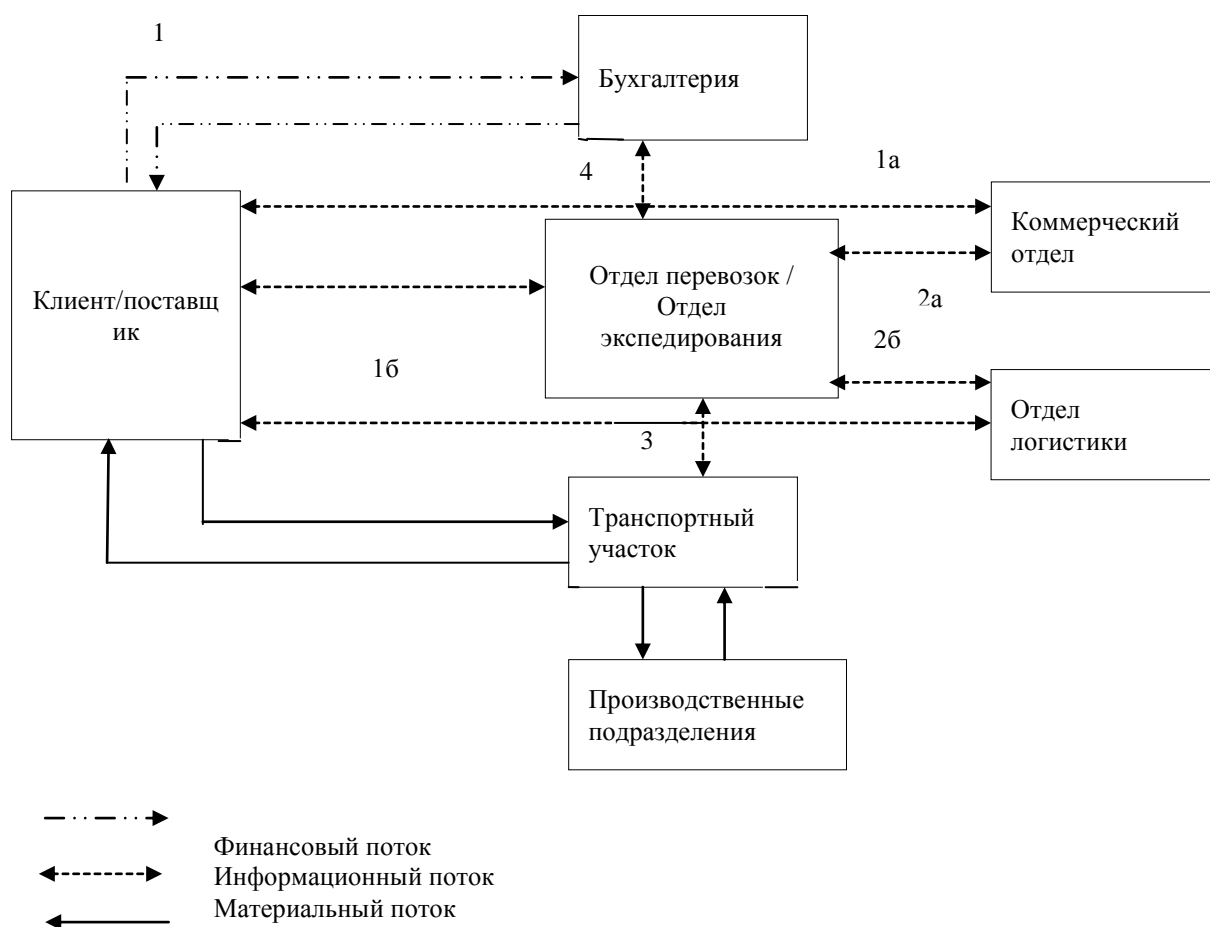 1
Бухгалтерия
4
1а
Коммерческий
отдел
Отдел перевозок /
Отдел
экспедирования
Клиент/поставщ
ик
2а
2б
1б
Отдел
логистики
3
Транспортный
участок
Производственные
подразделения
Финансовый поток
Информационный поток
Материальный поток